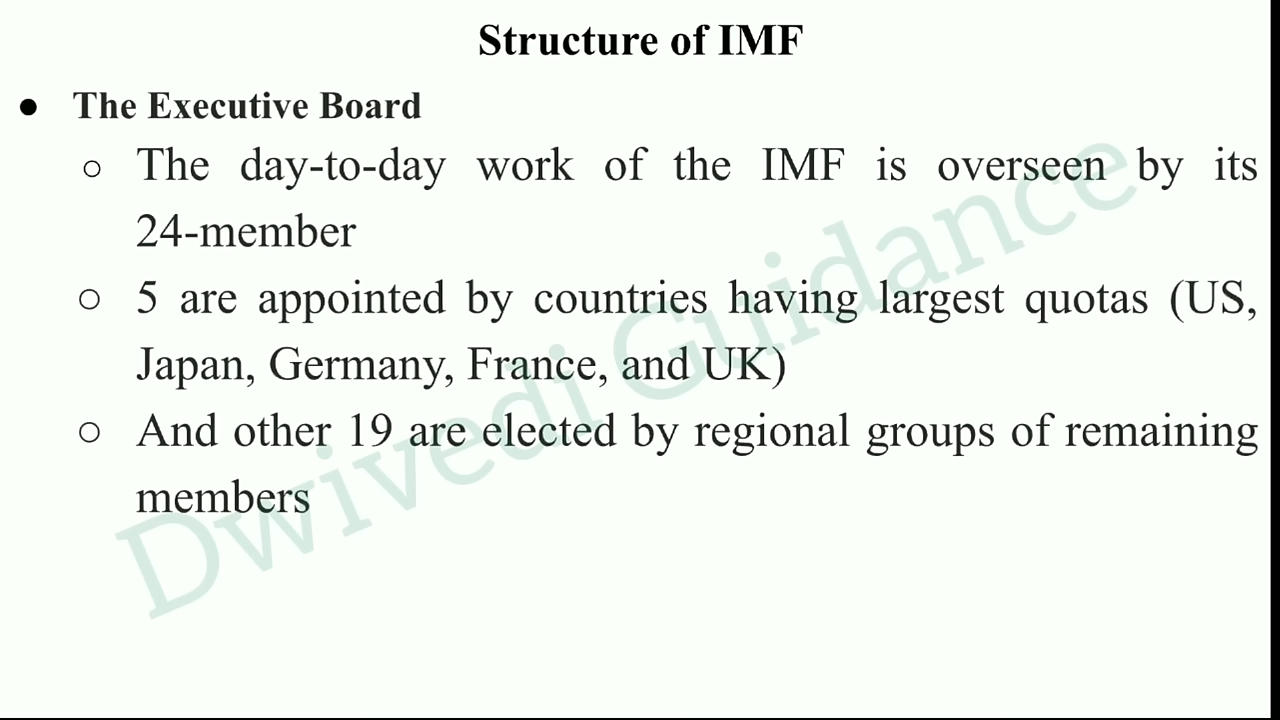 Structure of IMF
● The Executive Board
○ The day-to-day work of the IMF is overseen by its
24-member
○ 5 are appointed by countries having largest quotas (US,
Japan, Germany, France, and UK)
○ And other 19 are elected by regional groups of remaining
members
Dwivedi Guidance